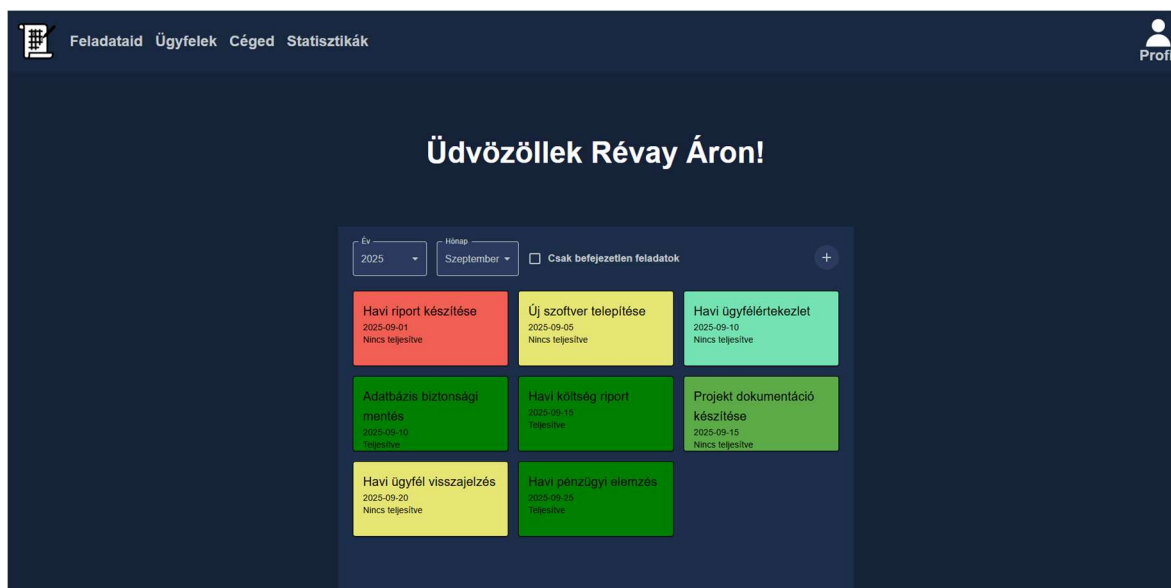 Feladataid Ügyfelek Céged Statisztikák
Üdvözöllek Révay Áron!
Év
2025
Hónap
Szeptember
Csak befejezetlen feladatok
+
Havi riport készítése
2025-09-01
Nincs teljesítve
Új szoftver telepítése
2025-09-05
Nincs teljesítve
Havi ügyfélértekezlet
2025-09-10
Nincs teljesítve
Adatbázis biztonsági
mentés
2025-09-10
Teljesítve
Havi költség riport
2025-09-15
Teljesítve
Projekt dokumentáció
készítése
2025-09-15
Nincs teljesítve
Havi ügyfél visszajelzés
2025-09-20
Nincs teljesítve
Havi pénzügyi elemzés
2025-09-25
Teljesítve